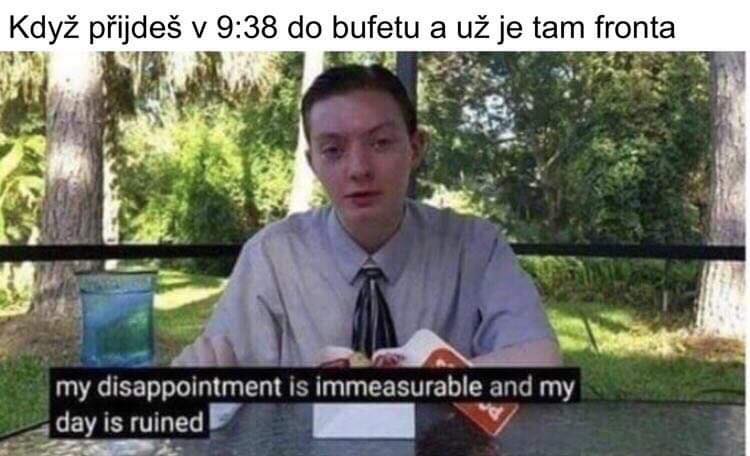 Když přijdeš v 9:38 do bufetu a už je tam fronta
my disappointment is immeasurable and my
day is ruined